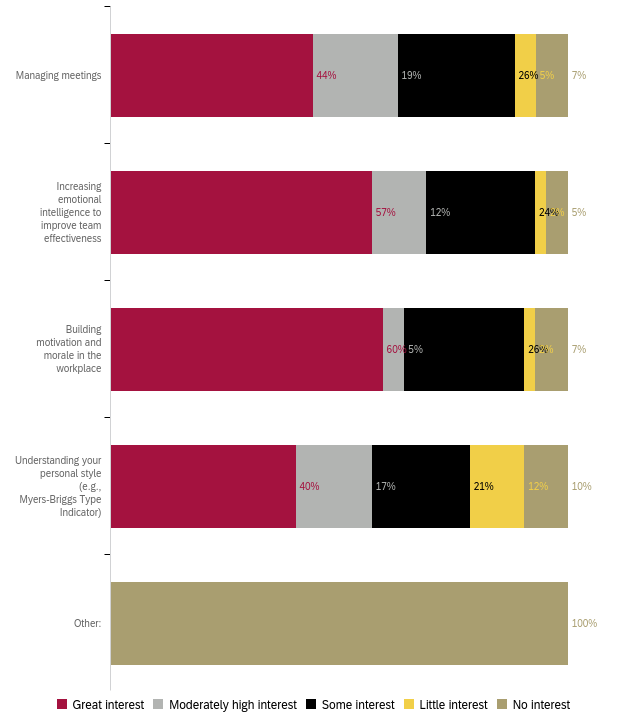 Managing meetings
44%
19%
26%
5%
7%
Increasing
emotional
intelligence to
improve team
effectiveness
57%
12%
24%
5%
Building
motivation and
morale in the
workplace
60%
5%
26%
7%
Understanding your
personal style
(e.g.,
Myers-Briggs Type
Indicator)
40%
17%
21%
12%
10%
Other:
100%
Great interest Moderately high interest Some interest Little interest No interest